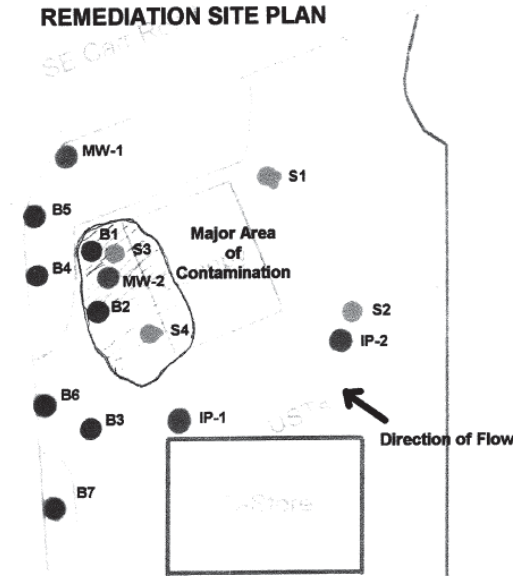 REMEDIATION SITE PLAN
MW-1
S1
B5
B1
S3
Major Area
of
Contamination
B4
MW-2
B2
S2
S4
IP-2
B6
B3
IP-1
Direction of Flow
B7